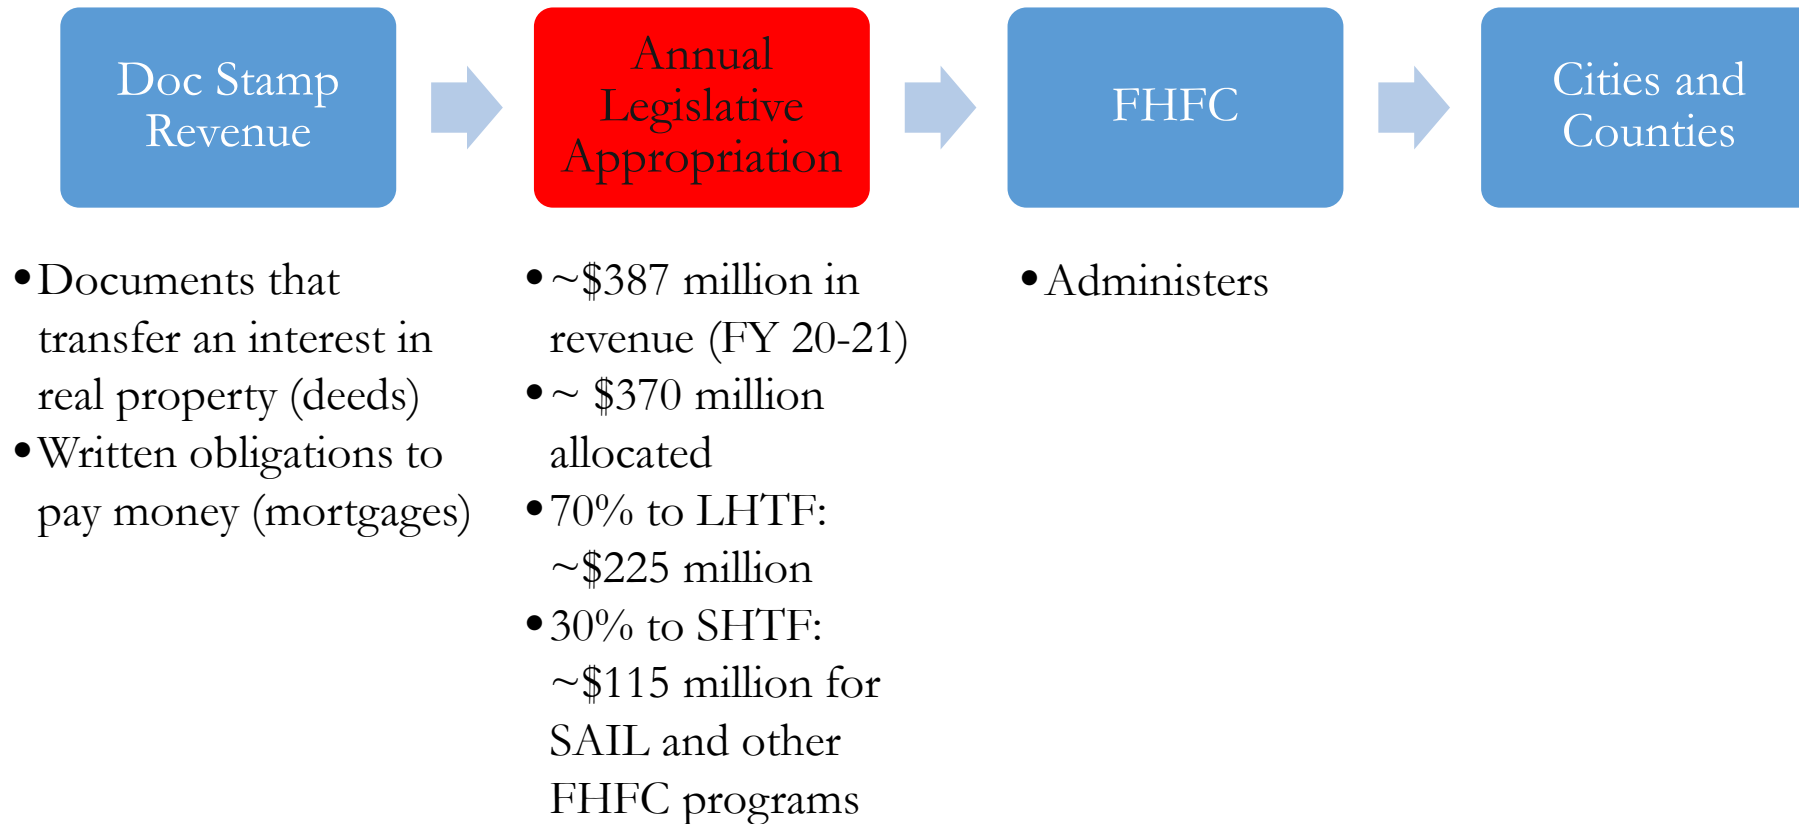 Doc Stamp
Revenue
Annual
Legislative
Appropriation
FHFC
Cities and
Counties
•Documents that
transfer an interest in
real property (deeds)
•Written obligations to
pay money (mortgages)
•~$387 million in
revenue (FY 20-21)
•~ $370 million
allocated
•70% to LHTF:
~$225 million
•30% to SHTF:
~$115 million for
SAIL and other
FHFC programs
•Administers